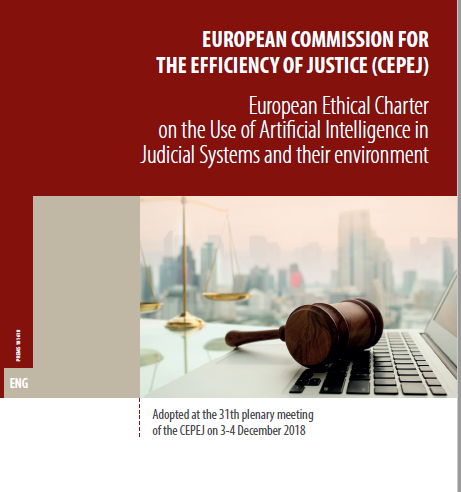 EUROPEAN COMMISSION FOR
THE EFFICIENCY OF JUSTICE (CEPEJ)
European Ethical Charter
on the Use of Artificial Intelligence in
Judicial Systems and their environment
ENG
Adopted at the 31th plenary meeting
of the CEPEJ on 3-4 December 2018